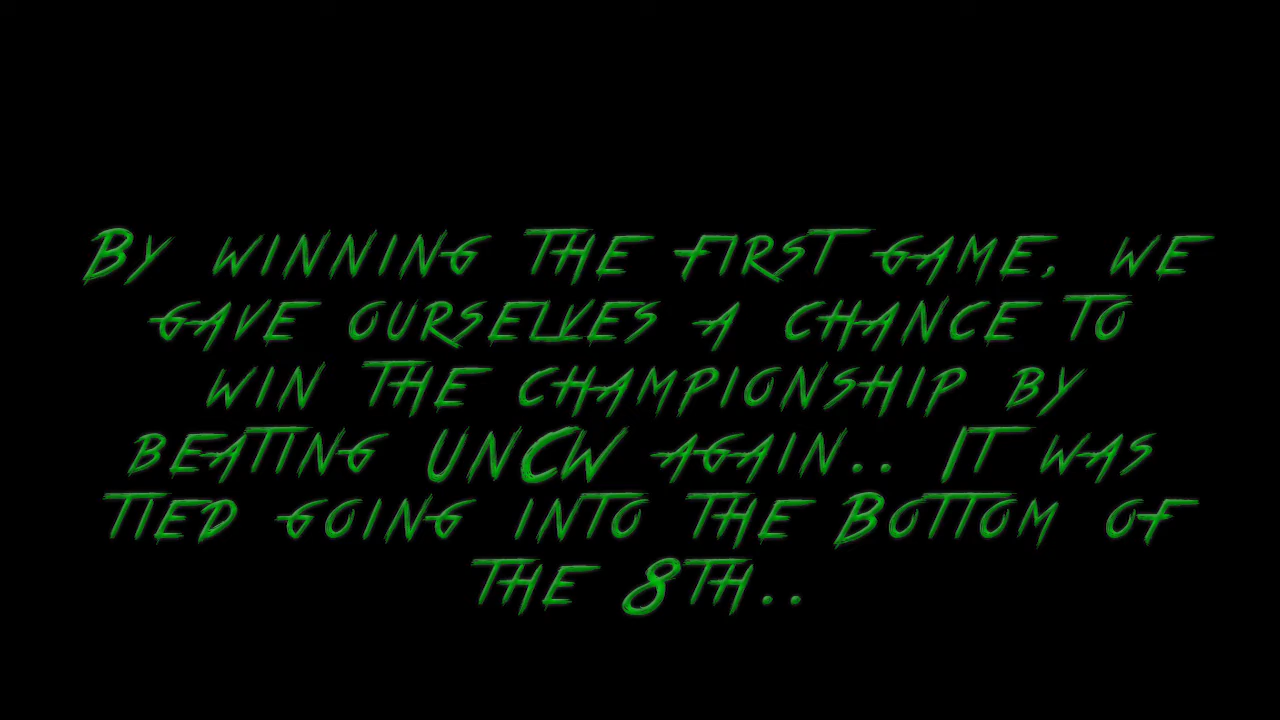 By winning the first game, we
gave ourselves a chance to
win the championship by
beating UNCW again.. It was
tied going into the Bottom of
the 8th..